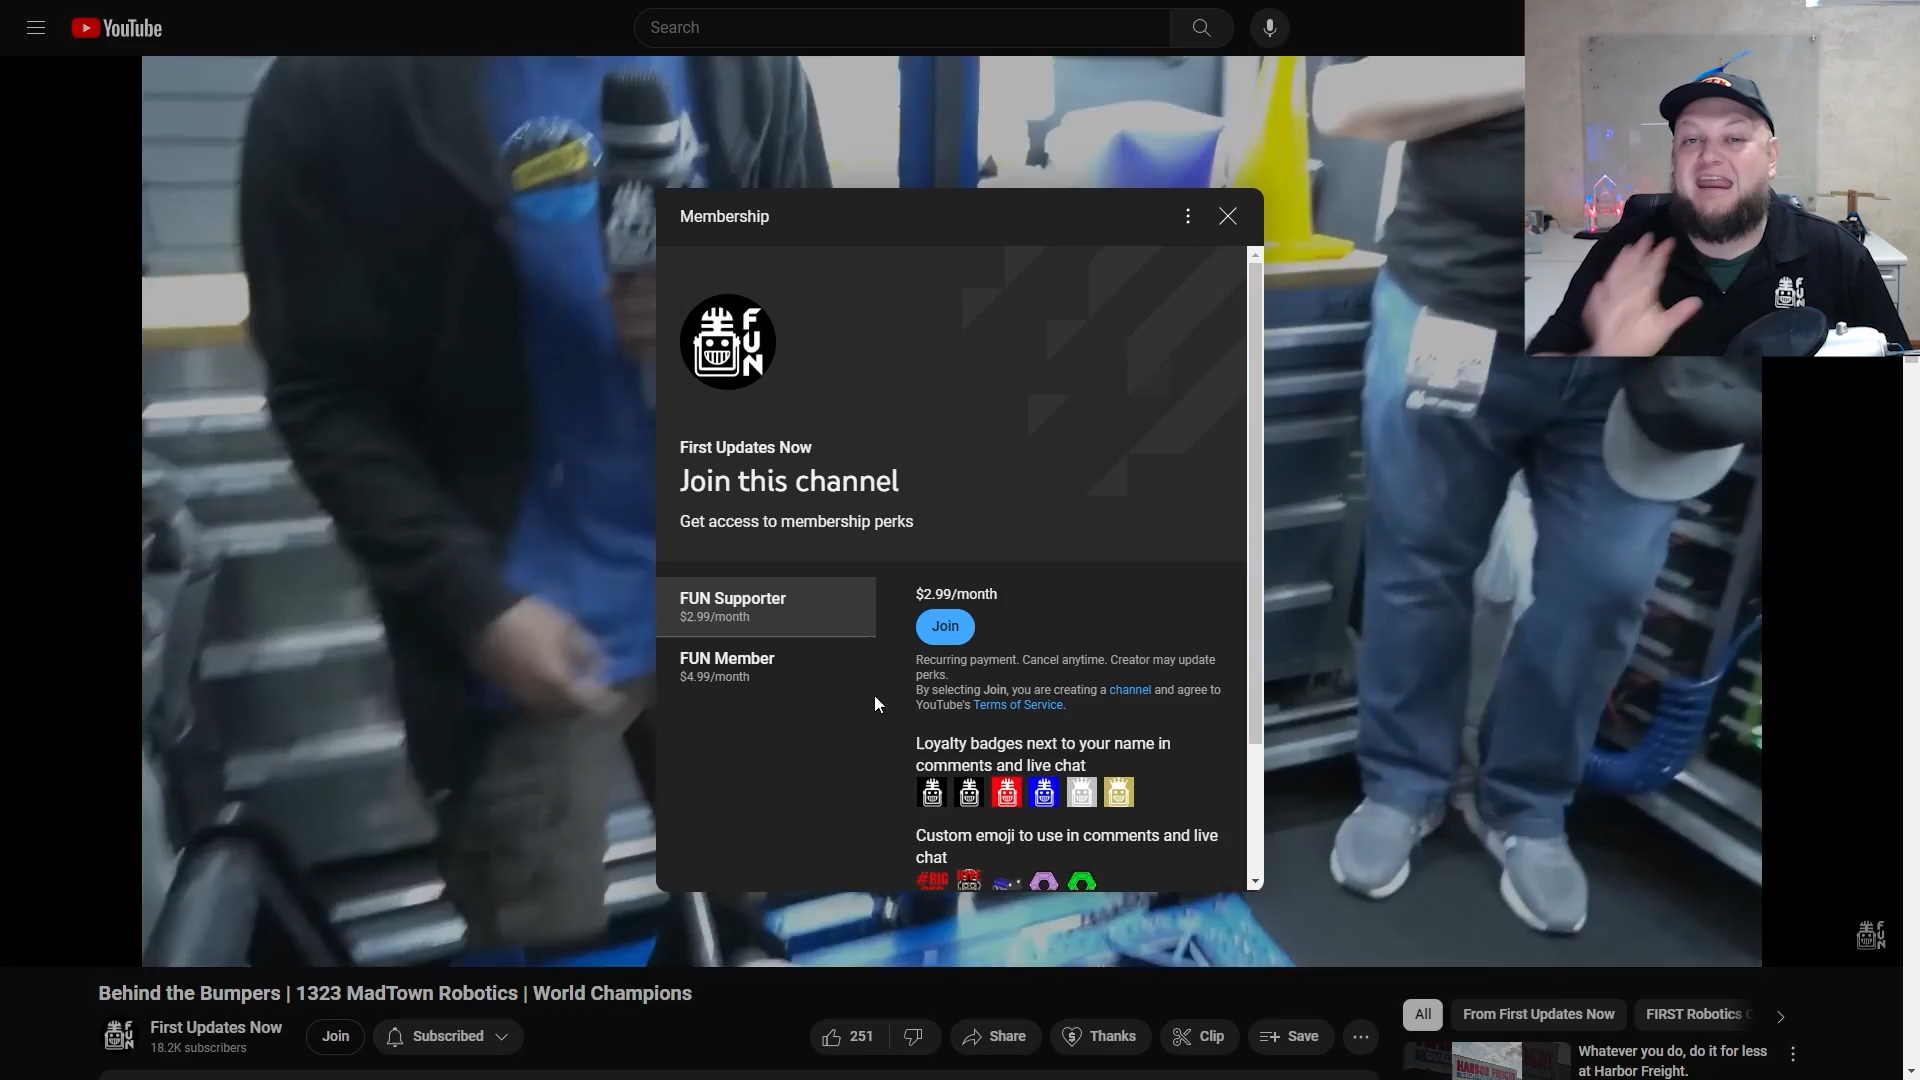 YouTube
Search
Membership
FUN
First Updates Now
Join this channel
Get access to membership perks
FUN Supporter
$2.99/month
FUN Member
$4.99/month
$2.99/month
Join
Recurring payment. Cancel anytime. Creator may update
perks.
By selecting Join, you are creating a channel and agree to
YouTube's Terms of Service.
Loyalty badges next to your name in
comments and live chat
Custom emoji to use in comments and live
chat
FUN
FUN
Behind the Bumpers | 1323 MadTown Robotics | World Champions
First Updates Now
18.2K subscribers
Join
Subscribed
251
Share
Thanks
Clip
Save
All
From First Updates Now
FIRST Robotics
Whatever you do, do it for less
at Harbor Freight.
HARBOR FREIGHT